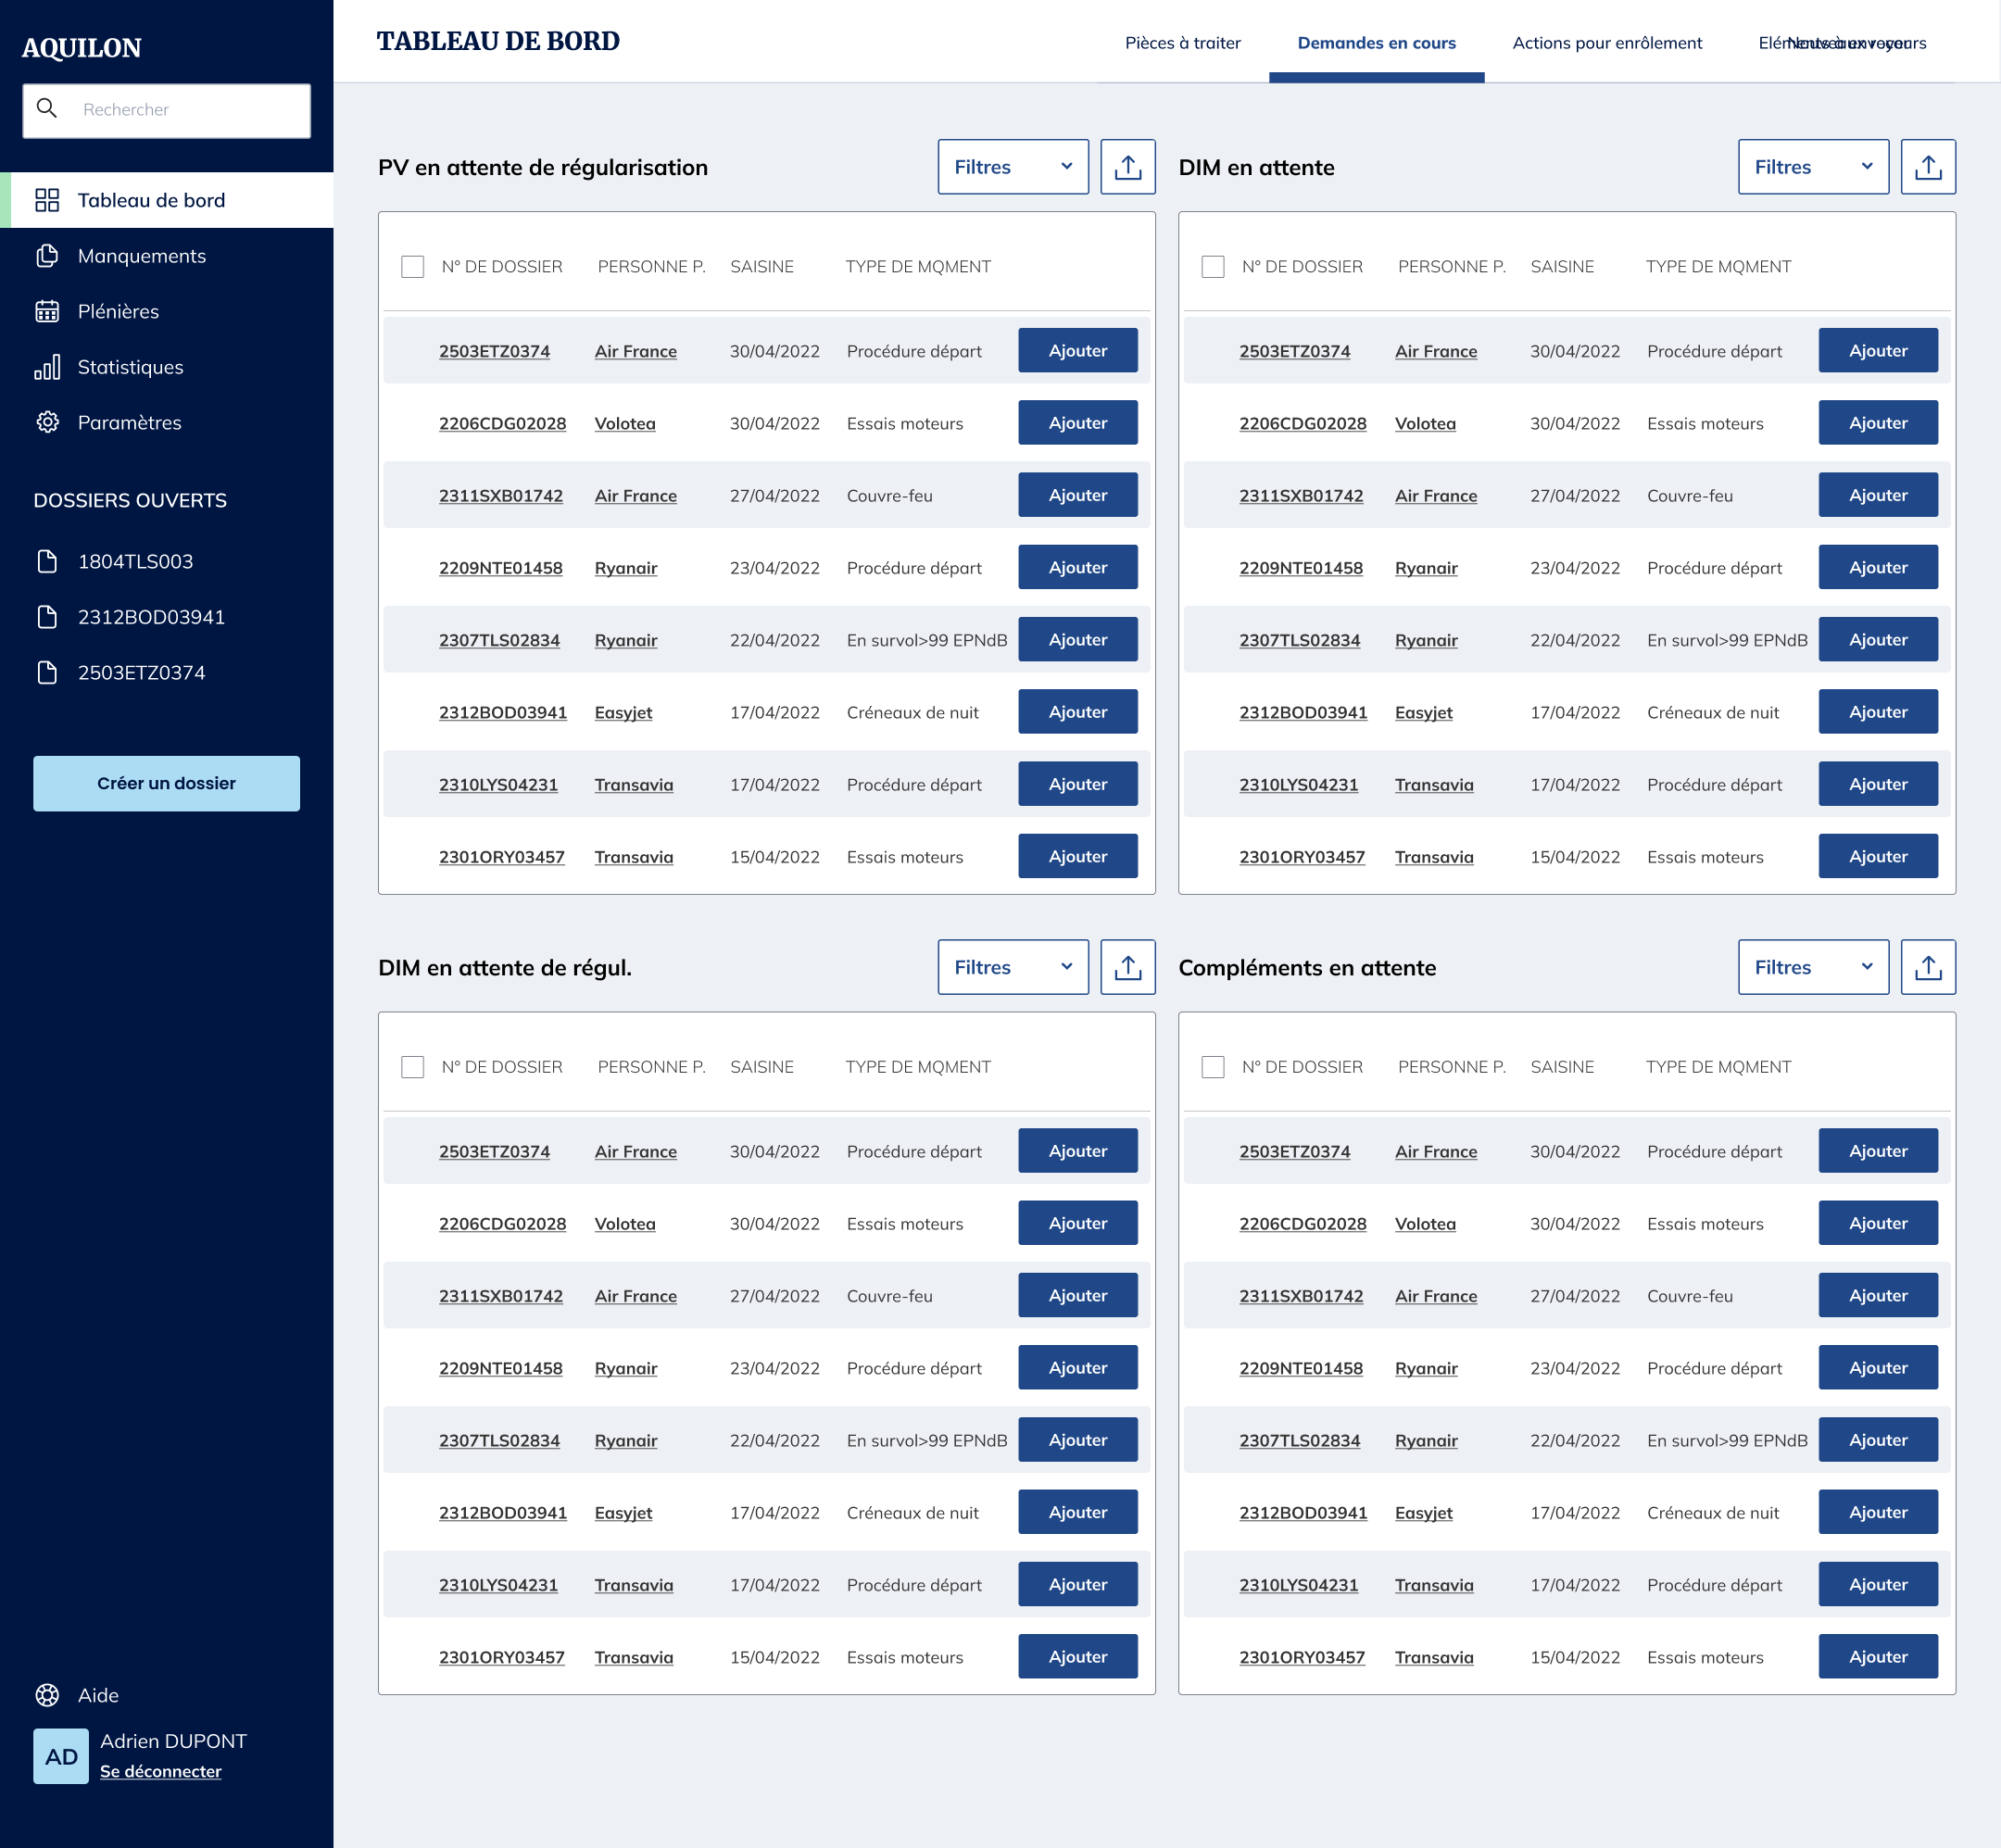 AQUILON
Rechercher
Tableau de bord
Manquements
Plénières
Statistiques
Paramètres
DOSSIERS OUVERTS
1804TLS003
2312BOD03941
2503ETZ0374
Créer un dossier
Aide
AD
Adrien DUPONT
Se déconnecter
TABLEAU DE BORD
Pièces à traiter
Demandes en cours
Actions pour enrôlement
Eléments à envoyer
Nouveaux recours
PV en attente de régularisation
Filtres
N° DE DOSSIER PERSONNE P. SAISINE TYPE DE MQMENT
2503ETZ0374 Air France 30/04/2022 Procédure départ Ajouter
2206CDG02028 Volotea 30/04/2022 Essais moteurs Ajouter
2311SXB01742 Air France 27/04/2022 Couvre-feu Ajouter
2209NTE01458 Ryanair 23/04/2022 Procédure départ Ajouter
2307TLS02834 Ryanair 22/04/2022 En survol>99 EPNdB Ajouter
2312BOD03941 Easyjet 17/04/2022 Créneaux de nuit Ajouter
2310LYS04231 Transavia 17/04/2022 Procédure départ Ajouter
2301ORY03457 Transavia 15/04/2022 Essais moteurs Ajouter
DIM en attente
Filtres
N° DE DOSSIER PERSONNE P. SAISINE TYPE DE MQMENT
2503ETZ0374 Air France 30/04/2022 Procédure départ Ajouter
2206CDG02028 Volotea 30/04/2022 Essais moteurs Ajouter
2311SXB01742 Air France 27/04/2022 Couvre-feu Ajouter
2209NTE01458 Ryanair 23/04/2022 Procédure départ Ajouter
2307TLS02834 Ryanair 22/04/2022 En survol>99 EPNdB Ajouter
2312BOD03941 Easyjet 17/04/2022 Créneaux de nuit Ajouter
2310LYS04231 Transavia 17/04/2022 Procédure départ Ajouter
2301ORY03457 Transavia 15/04/2022 Essais moteurs Ajouter
DIM en attente de régul.
Filtres
N° DE DOSSIER PERSONNE P. SAISINE TYPE DE MQMENT
2503ETZ0374 Air France 30/04/2022 Procédure départ Ajouter
2206CDG02028 Volotea 30/04/2022 Essais moteurs Ajouter
2311SXB01742 Air France 27/04/2022 Couvre-feu Ajouter
2209NTE01458 Ryanair 23/04/2022 Procédure départ Ajouter
2307TLS02834 Ryanair 22/04/2022 En survol>99 EPNdB Ajouter
2312BOD03941 Easyjet 17/04/2022 Créneaux de nuit Ajouter
2310LYS04231 Transavia 17/04/2022 Procédure départ Ajouter
2301ORY03457 Transavia 15/04/2022 Essais moteurs Ajouter
Compléments en attente
Filtres
N° DE DOSSIER PERSONNE P. SAISINE TYPE DE MQMENT
2503ETZ0374 Air France 30/04/2022 Procédure départ Ajouter
2206CDG02028 Volotea 30/04/2022 Essais moteurs Ajouter
2311SXB01742 Air France 27/04/2022 Couvre-feu Ajouter
2209NTE01458 Ryanair 23/04/2022 Procédure départ Ajouter
2307TLS02834 Ryanair 22/04/2022 En survol>99 EPNdB Ajouter
2312BOD03941 Easyjet 17/04/2022 Créneaux de nuit Ajouter
2310LYS04231 Transavia 17/04/2022 Procédure départ Ajouter
2301ORY03457 Transavia 15/04/2022 Essais moteurs Ajouter